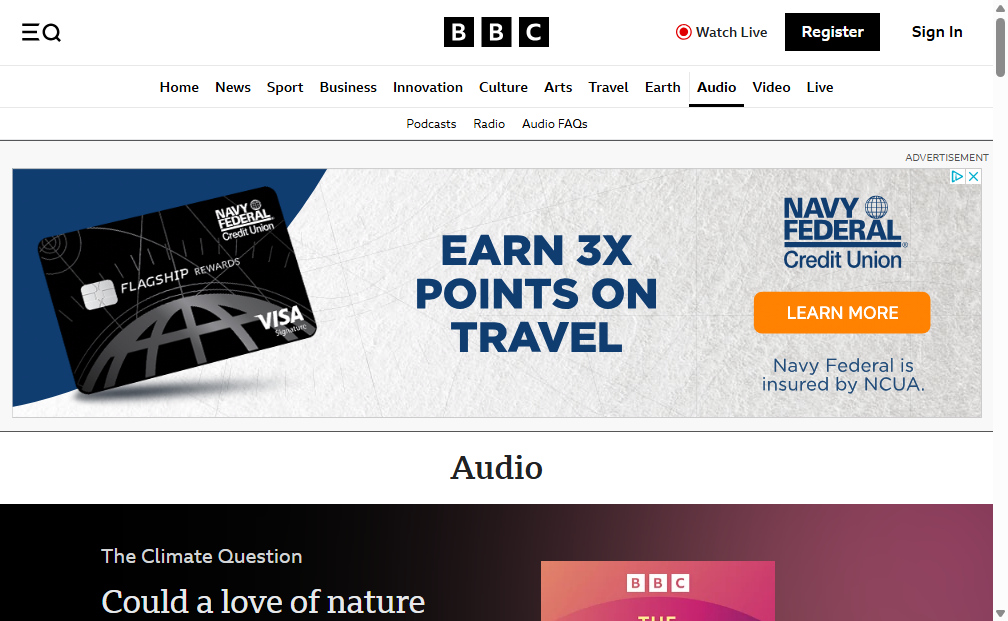 BBC
Watch Live
Register
Sign In
Home News Sport Business Innovation Culture Arts Travel Earth Audio Video Live
Podcasts Radio Audio FAQs
ADVERTISEMENT
NAVY
FEDERAL
Credit Union
FLAGSHIP REWARDS
VISA
Signature
EARN 3X
POINTS ON
TRAVEL
NAVY
FEDERAL
Credit Union
LEARN MORE
Navy Federal is
insured by NCUA.
Audio
The Climate Question
Could a love of nature
BBC
THE